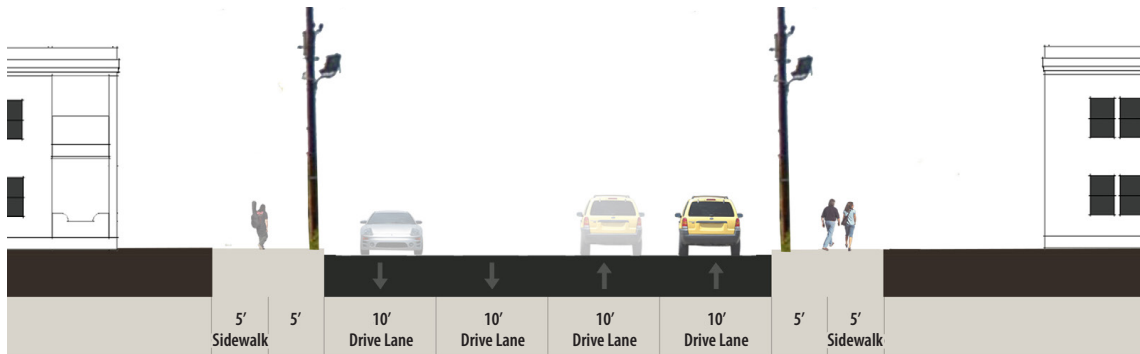 5’ 5’ 10’ 10’ 10’ 10’ 5’ 5’
Sidewalk Drive Lane Drive Lane Drive Lane Drive Lane Sidewalk